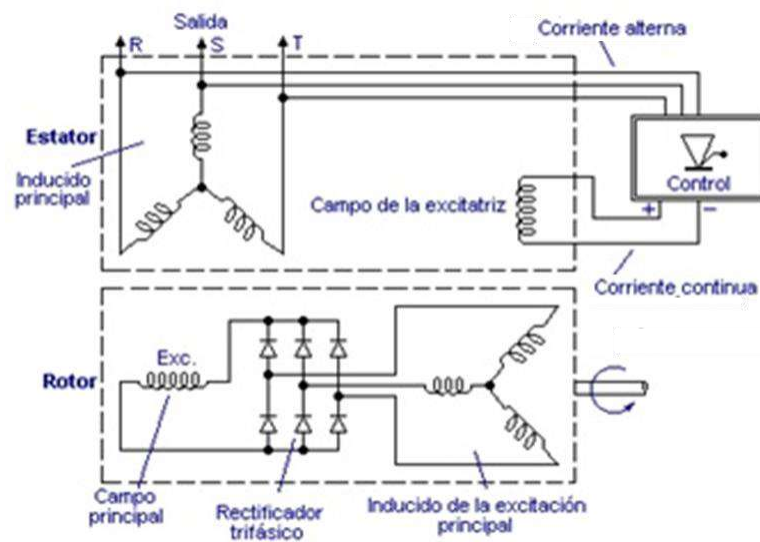 Salida
R
S
T
Corriente alterna
Estator
Inducido
principal
Campo de la excitatriz
Control
+
−
Corriente continua
Rotor
Exc.
Campo
principal
Rectificador
trifásico
Inducido de la excitación
principal